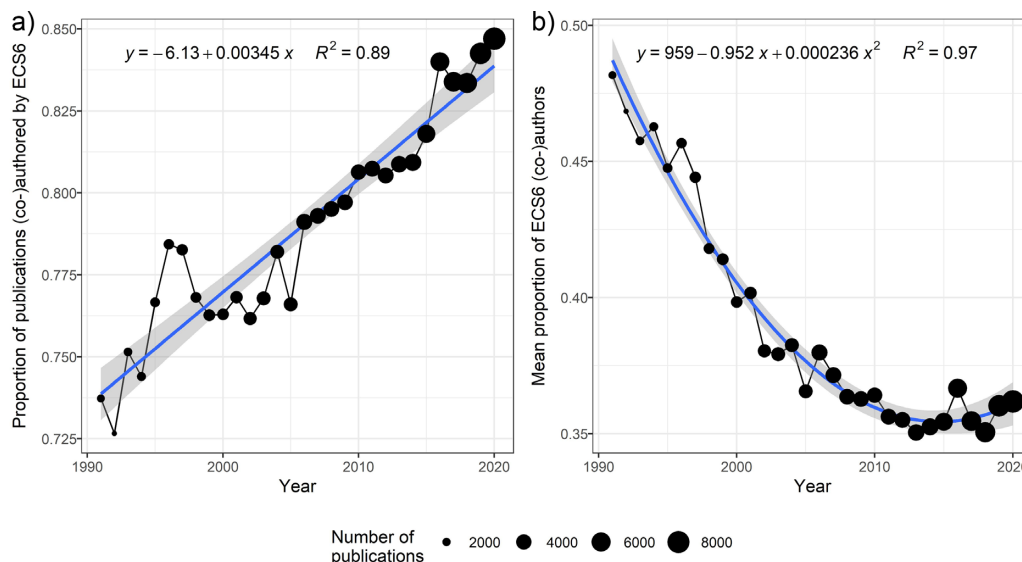 a)
y = −6.13 + 0.00345 x   R² = 0.89
Proportion of publications (co-)authored by ECS6
0.850
0.825
0.800
0.775
0.750
0.725
1990 2000 2010 2020
Year
b)
y = 959 − 0.952 x + 0.000236 x²   R² = 0.97
Mean proportion of ECS6 (co-)authors
0.50
0.45
0.40
0.35
1990 2000 2010 2020
Year
Number of
publications
2000 4000 6000 8000